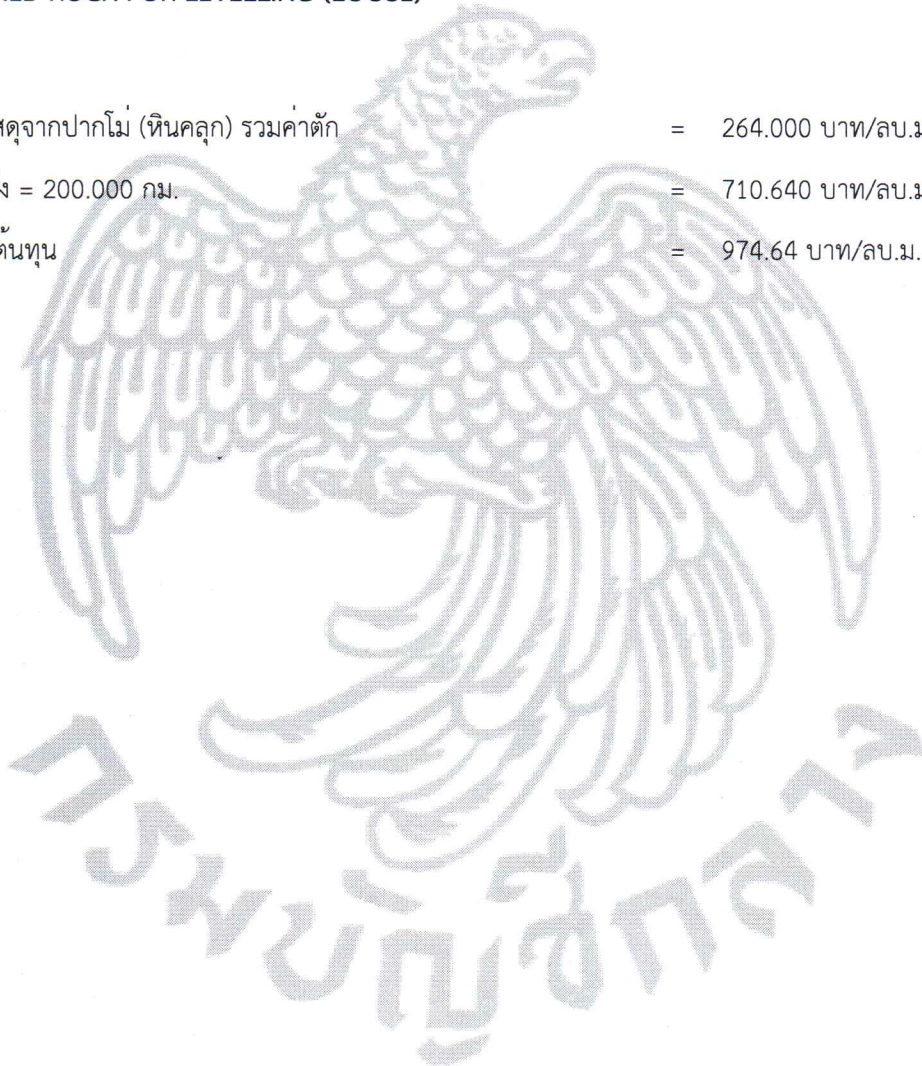 สดุจากปากโม่ (หินคลุก) รวมค่าตัก = 264.000 บาท/ลบ.ม
ง = 200.000 กม. = 710.640 บาท/ลบ.ม
ต้นทุน = 974.64 บาท/ลบ.ม.
กรมบัญชีกลาง